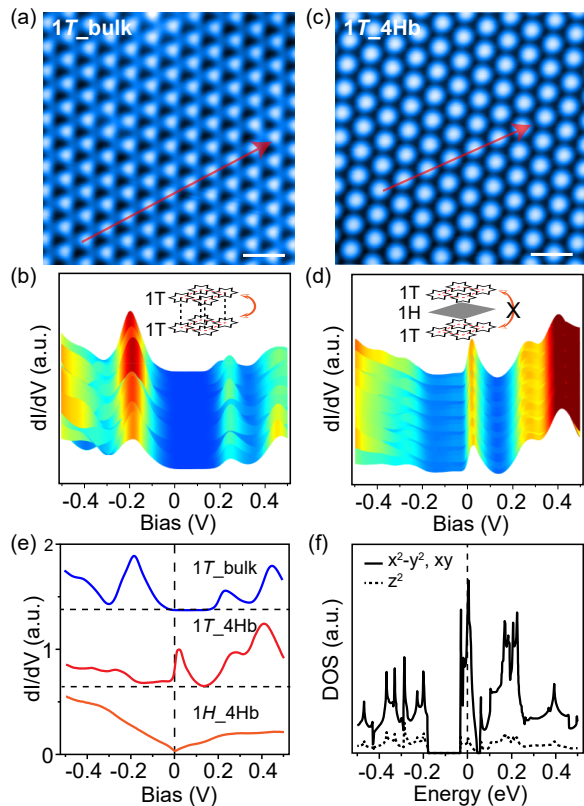 (a) 1T_bulk
(c) 1T_4Hb
(b)
1T
1T
dI/dV (a.u.)
-0.4 -0.2 0 0.2 0.4
Bias (V)
(d)
1T
1H
1T
X
dI/dV (a.u.)
-0.4 -0.2 0 0.2 0.4
Bias (V)
(e)
2
1
0
dI/dV (a.u.)
1T_bulk
1T_4Hb
1H_4Hb
-0.4 -0.2 0 0.2 0.4
Bias (V)
(f)
x²-y², xy
z²
DOS (a.u.)
-0.4 -0.2 0 0.2 0.4
Energy (eV)